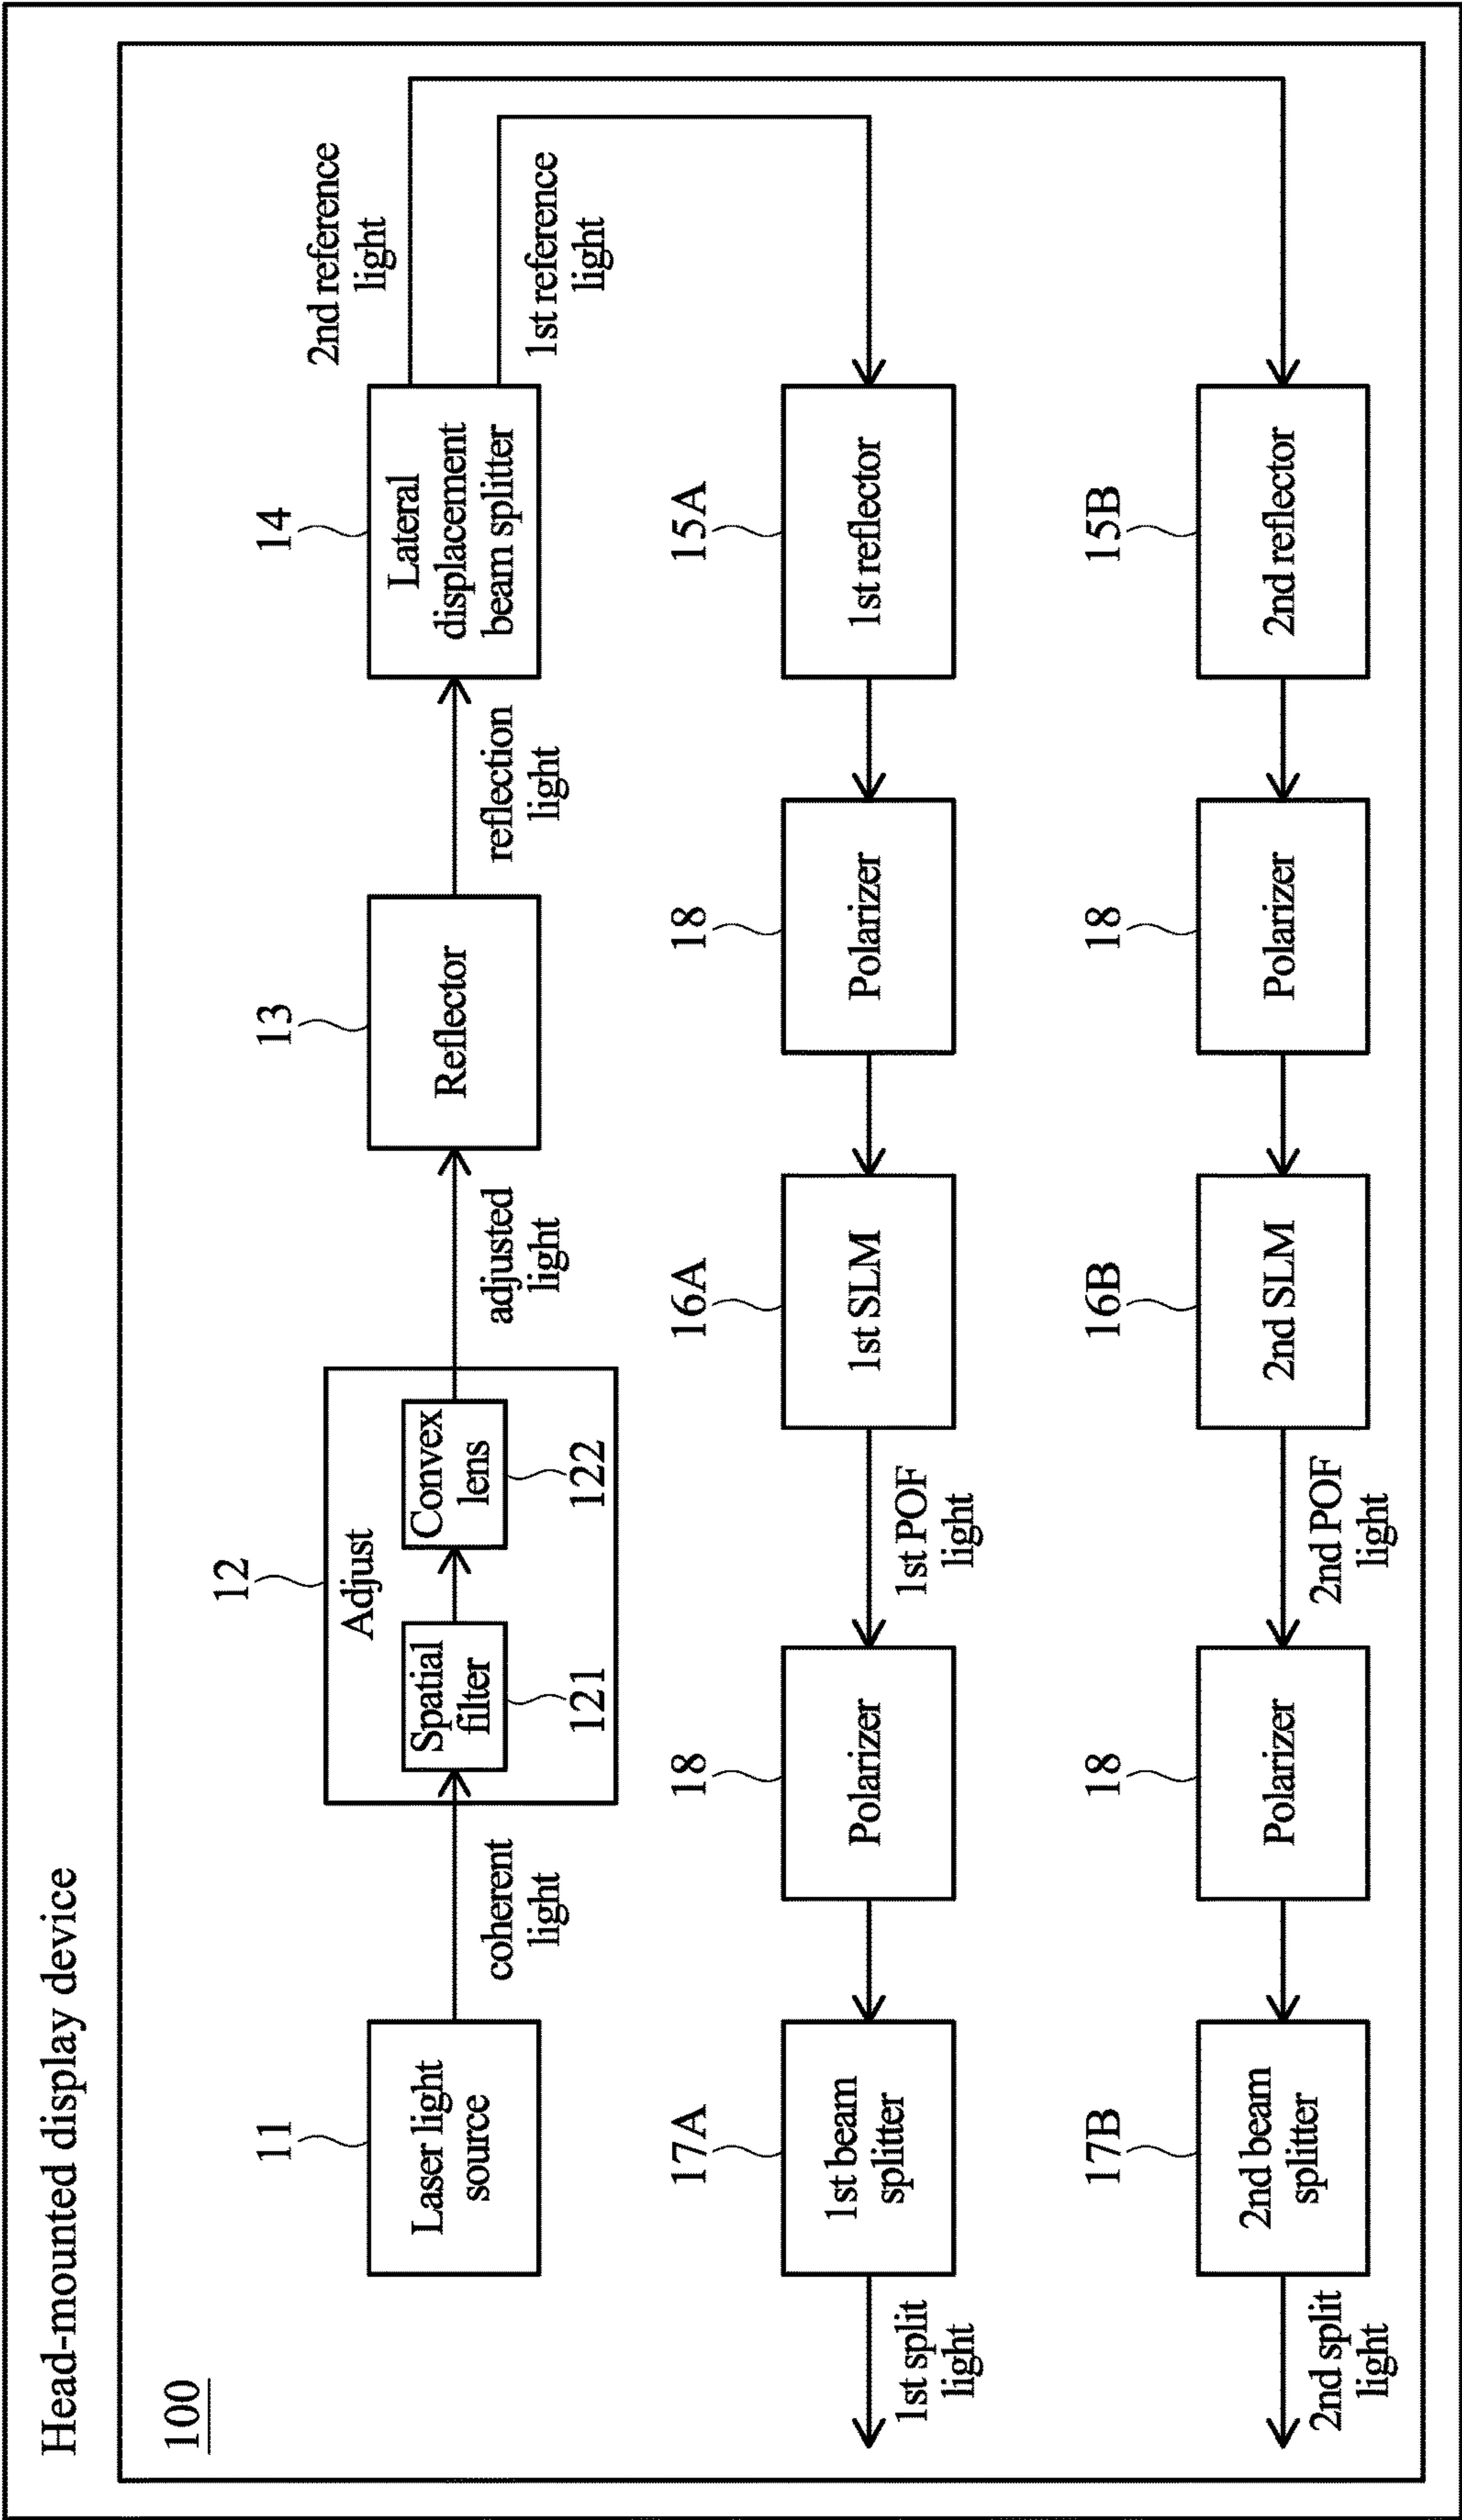 Head-mounted display device
100
11
Laser light
source
coherent
light
12
Adjust
Spatial
filter
121
Convex
lens
122
adjusted
light
13
Reflector
reflection
light
14
Lateral
displacement
beam splitter
2nd reference
light
1st reference
light
15A
1st reflector
18
Polarizer
16A
1st SLM
1st POF
light
18
Polarizer
17A
1st beam
splitter
1st split
light
15B
2nd reflector
18
Polarizer
16B
2nd SLM
2nd POF
light
18
Polarizer
17B
2nd beam
splitter
2nd split
light